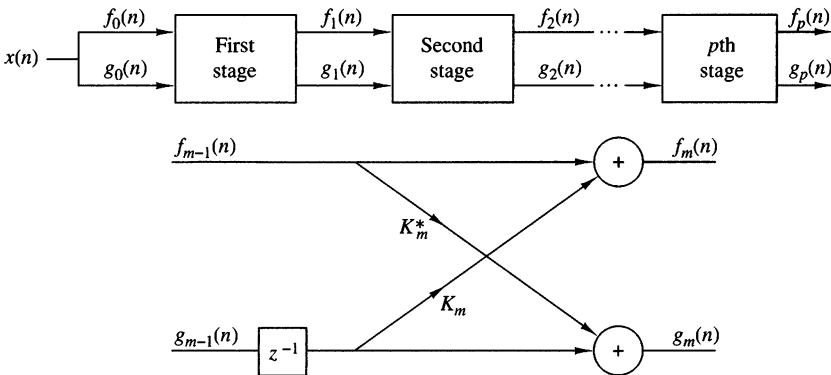 f₀(n) f₁(n) f₂(n) fₚ(n)
x(n) First stage Second stage ... pth stage
g₀(n) g₁(n) g₂(n) ... gₚ(n)
fₘ₋₁(n) + fₘ(n)
K*ₘ
Kₘ
gₘ₋₁(n) z⁻¹ + gₘ(n)